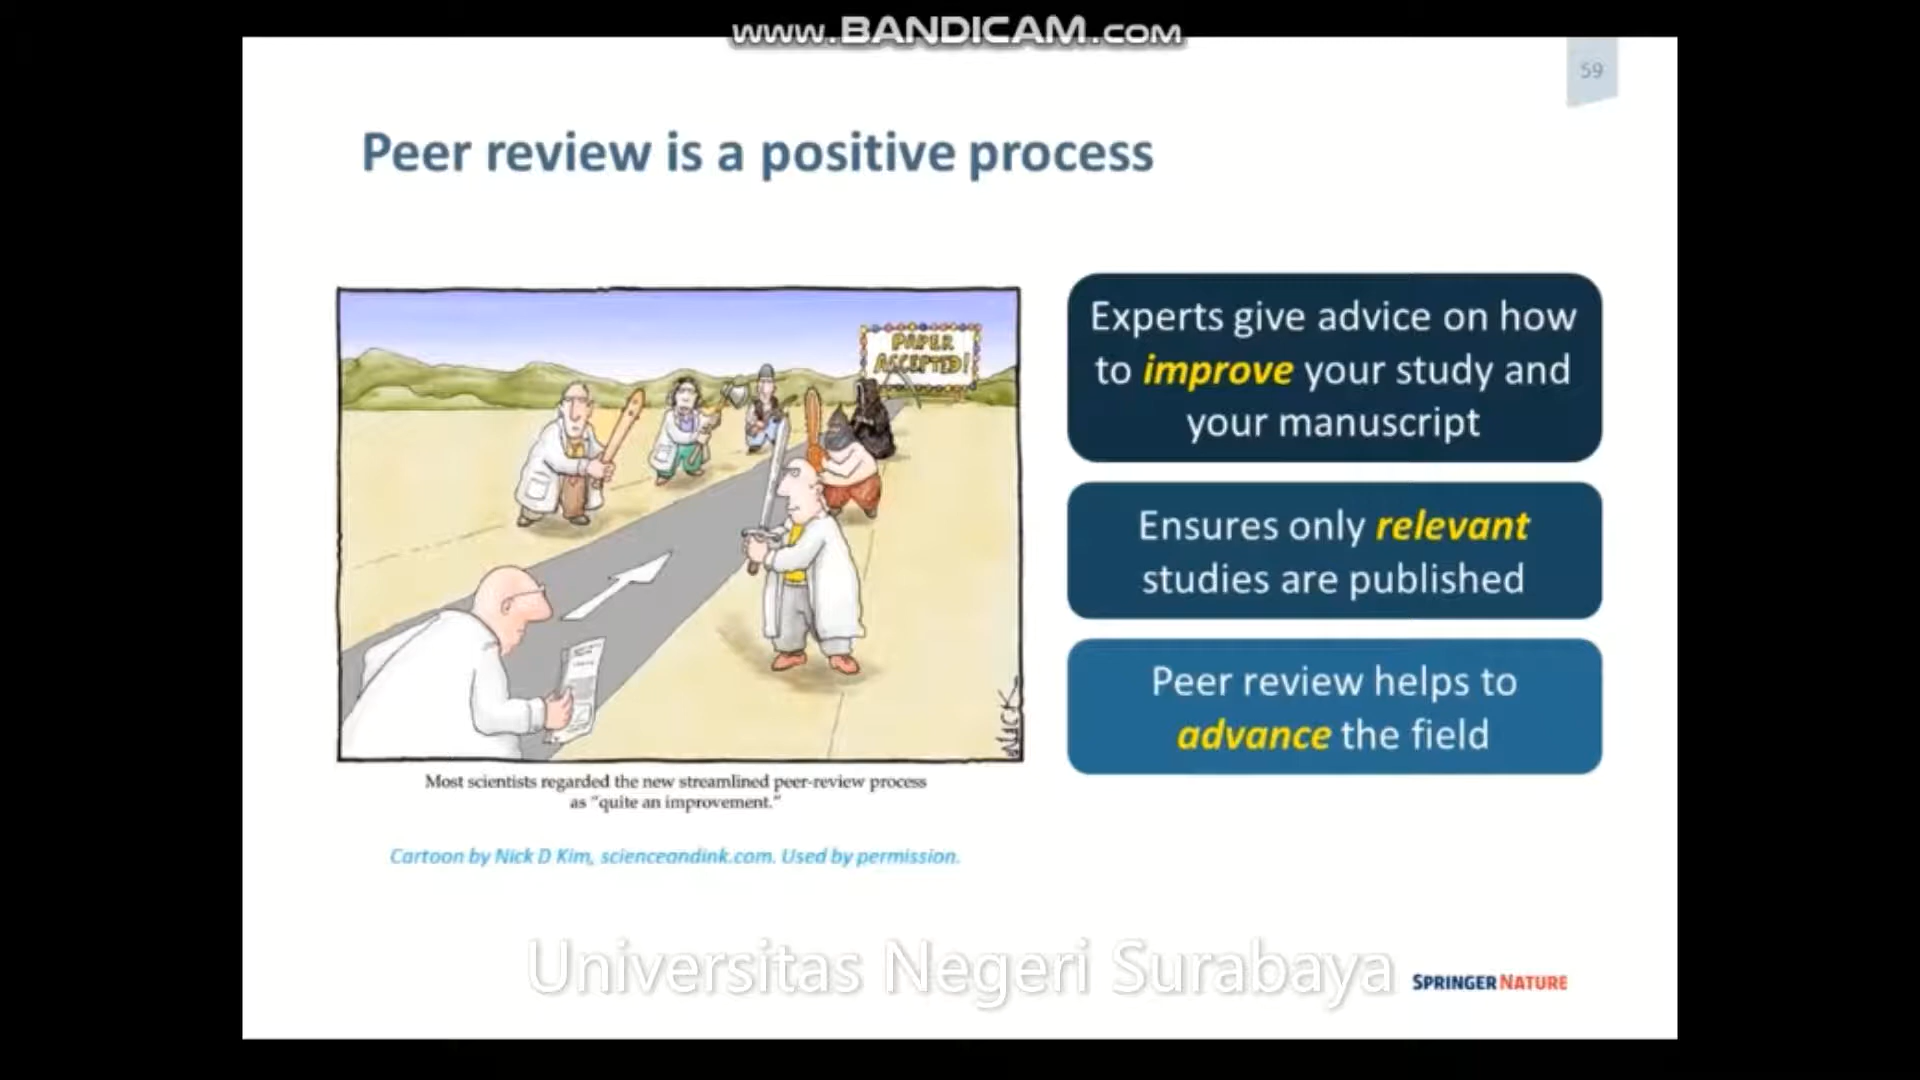 www.BANDICAM.com
59
Peer review is a positive process
PAPER
ACCEPTED!
NICK
Experts give advice on how
to improve your study and
your manuscript
Ensures only relevant
studies are published
Peer review helps to
advance the field
Most scientists regarded the new streamlined peer-review process
as "quite an improvement."
Cartoon by Nick D Kim, scienceandink.com. Used by permission.
Universitas Negeri Surabaya
SPRINGER NATURE